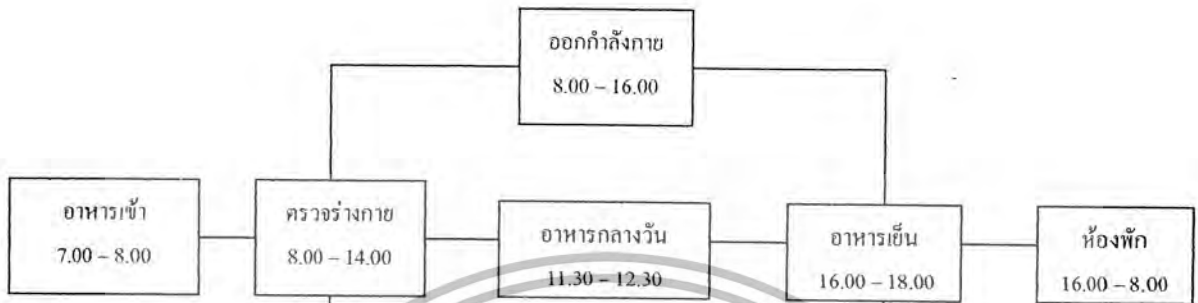 ออกกำลังกาย
8.00 – 16.00
อาหารเช้า
7.00 – 8.00
ตรวจร่างกาย
8.00 – 14.00
อาหารกลางวัน
11.30 – 12.30
อาหารเย็น
16.00 – 18.00
ห้องพัก
16.00 – 8.00